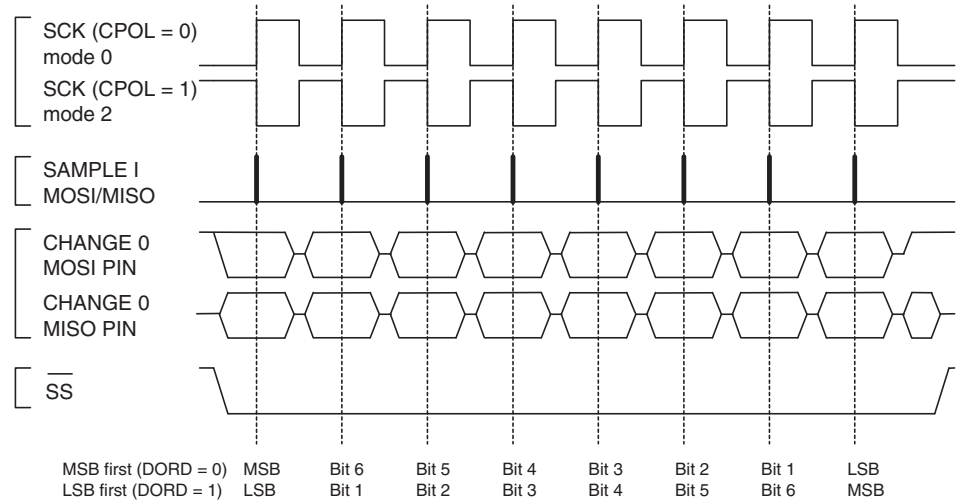 SCK (CPOL = 0)
mode 0
SCK (CPOL = 1)
mode 2
SAMPLE I
MOSI/MISO
CHANGE 0
MOSI PIN
CHANGE 0
MISO PIN
SS
MSB first (DORD = 0) MSB Bit 6 Bit 5 Bit 4 Bit 3 Bit 2 Bit 1 LSB
LSB first (DORD = 1) LSB Bit 1 Bit 2 Bit 3 Bit 4 Bit 5 Bit 6 MSB